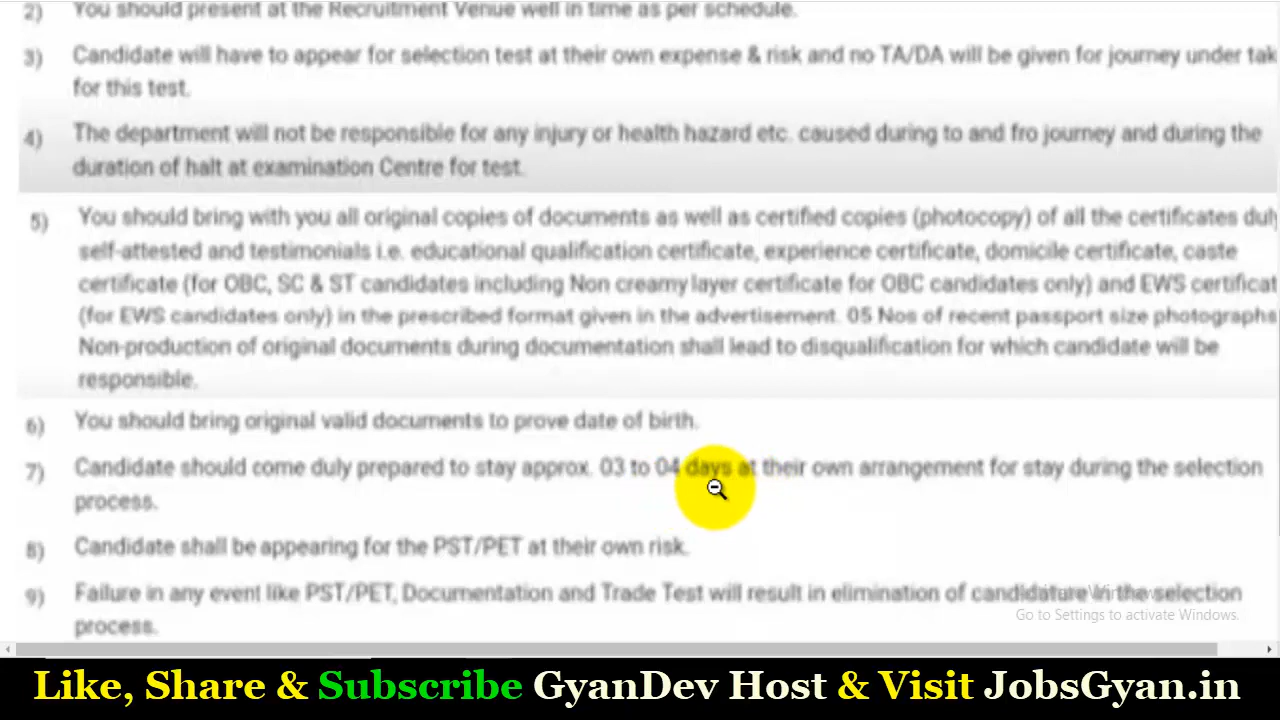 2) You should present at the Recruitment Venue well in time as per schedule.
3) Candidate will have to appear for selection test at their own expense & risk and no TA/DA will be given for journey under tak
for this test.
4) The department will not be responsible for any injury or health hazard etc. caused during to and fro journey and during the
duration of halt at examination Centre for test.
5) You should bring with you all original copies of documents as well as certified copies (photocopy) of all the certificates dul
self-attested and testimonials i.e. educational qualification certificate, experience certificate, domicile certificate, caste
certificate (for OBC, SC & ST candidates including Non creamy layer certificate for OBC candidates only) and EWS certificat
(for EWS candidates only) in the prescribed format given in the advertisement. 05 Nos of recent passport size photographs
Non-production of original documents during documentation shall lead to disqualification for which candidate will be
responsible.
6) You should bring original valid documents to prove date of birth.
7) Candidate should come duly prepared to stay approx. 03 to 04 days at their own arrangement for stay during the selection
process.
8) Candidate shall be appearing for the PST/PET at their own risk.
9) Failure in any event like PST/PET, Documentation and Trade Test will result in elimination of candidature in the selection
process.
Go to Settings to activate Windows.
Like, Share & Subscribe GyanDev Host & Visit JobsGyan.in